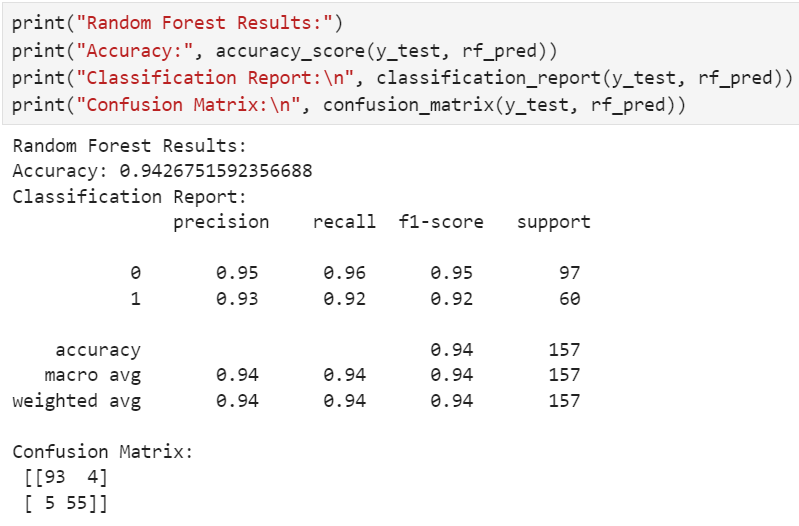 print("Random Forest Results:")
print("Accuracy:", accuracy_score(y_test, rf_pred))
print("Classification Report:\n", classification_report(y_test, rf_pred))
print("Confusion Matrix:\n", confusion_matrix(y_test, rf_pred))
Random Forest Results:
Accuracy: 0.9426751592356688
Classification Report:
precision recall f1-score support
0 0.95 0.96 0.95 97
1 0.93 0.92 0.92 60
accuracy 0.94 157
macro avg 0.94 0.94 0.94 157
weighted avg 0.94 0.94 0.94 157
Confusion Matrix:
[[93 4]
[ 5 55]]